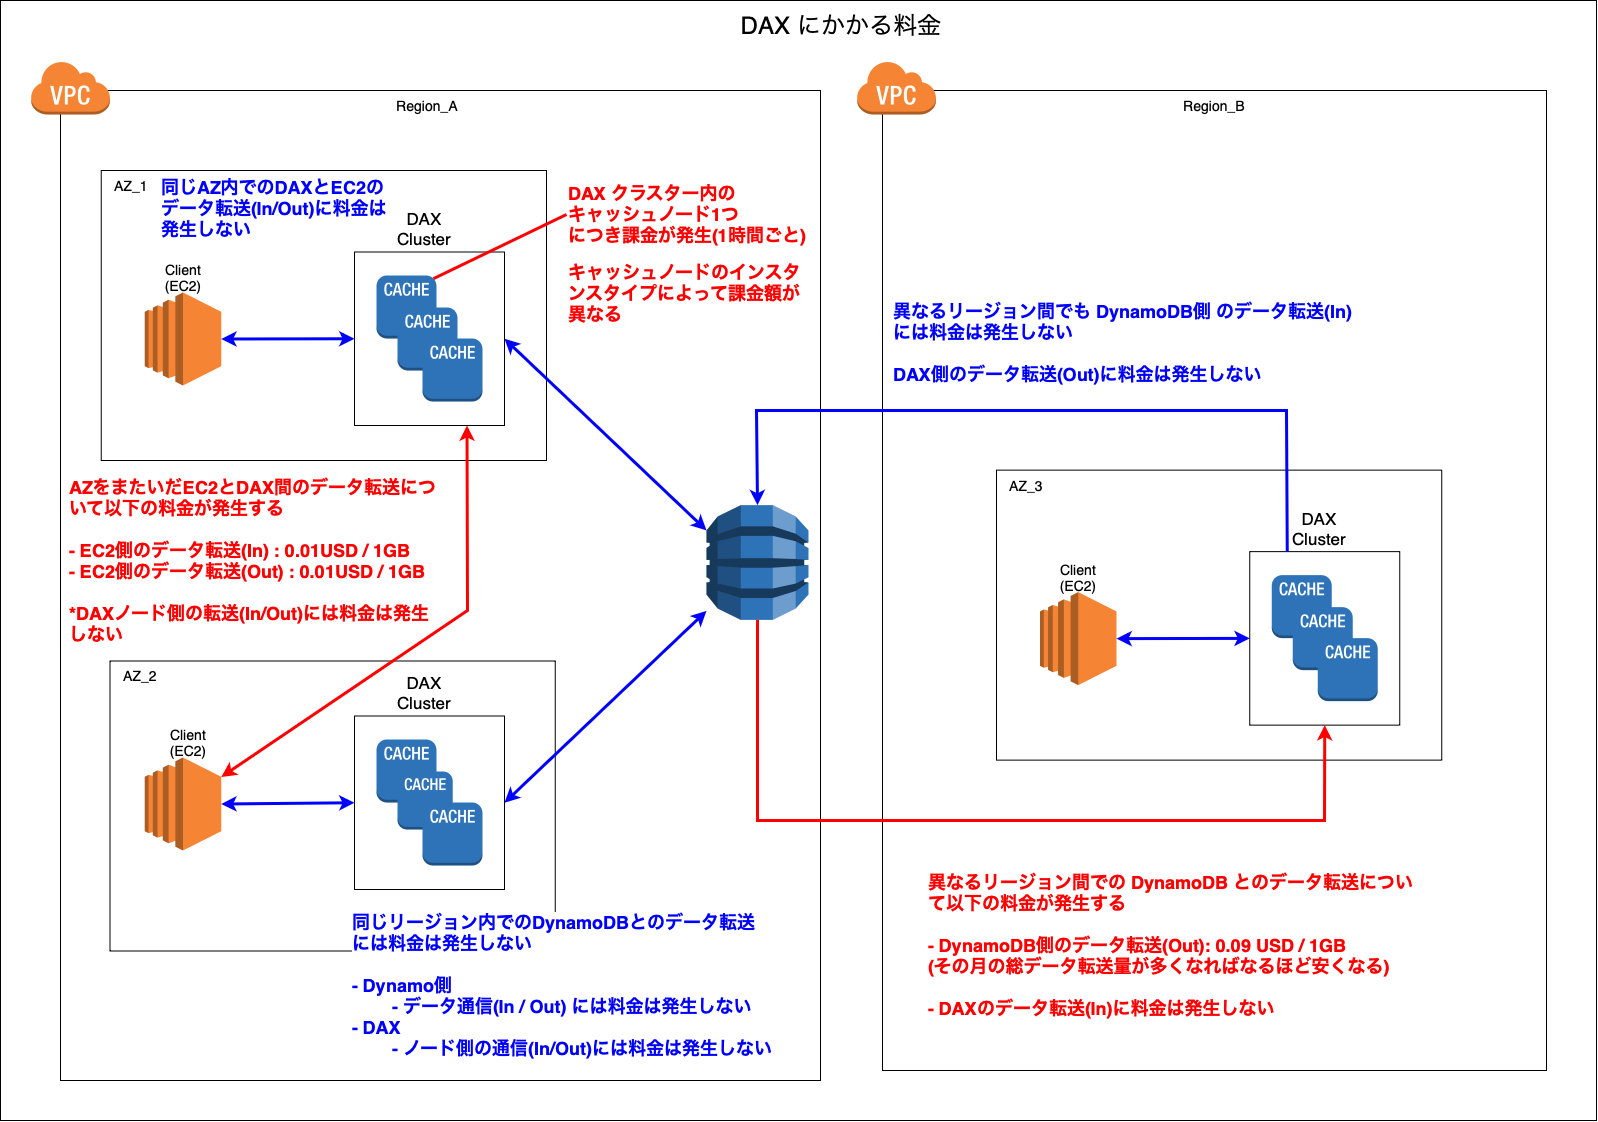 DAX にかかる料金
VPC
Region_A
AZ_1
同じAZ内でのDAXとEC2の
データ転送(In/Out)に料金は
発生しない
DAX
Cluster
Client
(EC2)
CACHE
CACHE
CACHE
DAX クラスター内の
キャッシュノード1つ
につき課金が発生(1時間ごと)
キャッシュノードのインスタ
ンスタイプによって課金額が
異なる
AZをまたいだEC2とDAX間のデータ転送につ
いて以下の料金が発生する
- EC2側のデータ転送(In) : 0.01USD / 1GB
- EC2側のデータ転送(Out) : 0.01USD / 1GB
*DAXノード側の転送(In/Out)には料金は発生
しない
AZ_2
DAX
Cluster
Client
(EC2)
CACHE
CACHE
CACHE
同じリージョン内でのDynamoDBとのデータ転送
には料金は発生しない
- Dynamo側
- データ通信(In / Out) には料金は発生しない
- DAX
- ノード側の通信(In/Out)には料金は発生しない
VPC
Region_B
異なるリージョン間でも DynamoDB側 のデータ転送(In)
には料金は発生しない
DAX側のデータ転送(Out)に料金は発生しない
AZ_3
DAX
Cluster
Client
(EC2)
CACHE
CACHE
CACHE
異なるリージョン間での DynamoDB とのデータ転送につい
て以下の料金が発生する
- DynamoDB側のデータ転送(Out): 0.09 USD / 1GB
(その月の総データ転送量が多くなればなるほど安くなる)
- DAXのデータ転送(In)に料金は発生しない